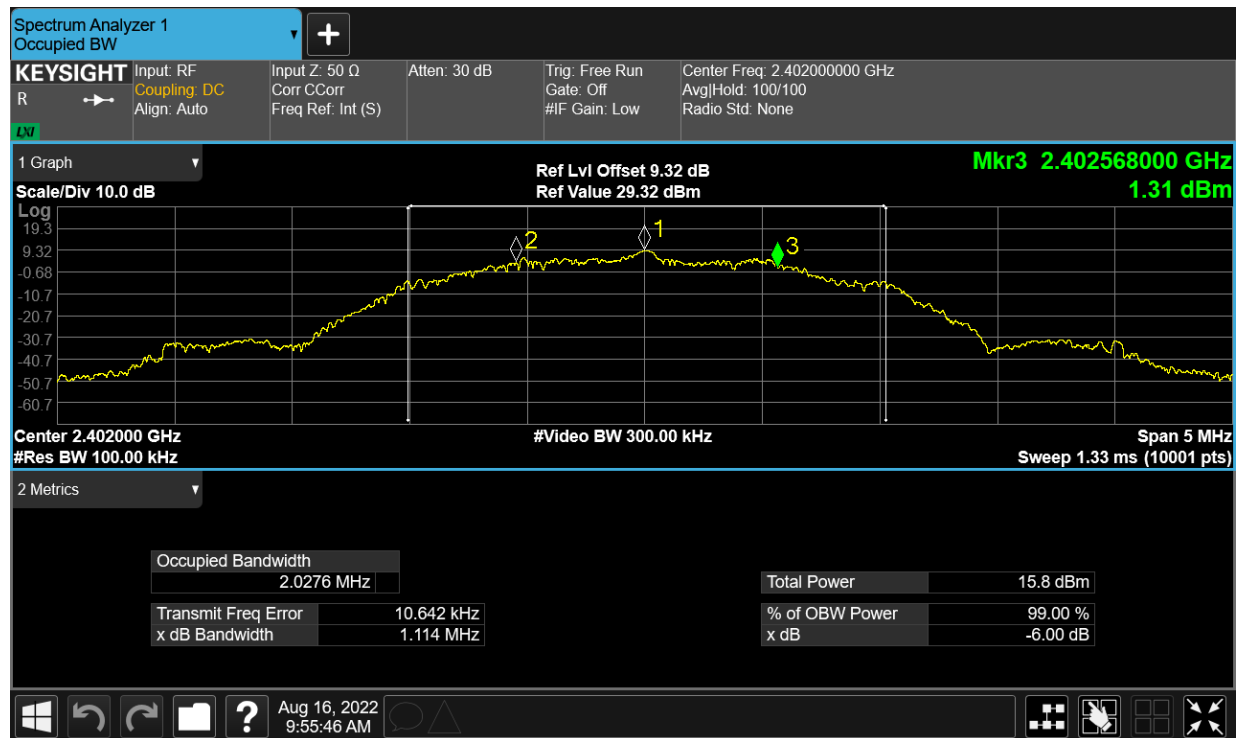 Spectrum Analyzer 1
Occupied BW
KEYSIGHT
R
LXI
Input: RF
Coupling: DC
Align: Auto
Input Z: 50 Ω
Corr CCorr
Freq Ref: Int (S)
Atten: 30 dB
Trig: Free Run
Gate: Off
#IF Gain: Low
Center Freq: 2.402000000 GHz
Avg|Hold: 100/100
Radio Std: None
1 Graph
Scale/Div 10.0 dB
Ref Lvl Offset 9.32 dB
Ref Value 29.32 dBm
Mkr3 2.402568000 GHz
1.31 dBm
Log
19.3
9.32
-0.68
-10.7
-20.7
-30.7
-40.7
-50.7
-60.7
2
1
3
Center 2.402000 GHz
#Video BW 300.00 kHz
Span 5 MHz
#Res BW 100.00 kHz
Sweep 1.33 ms (10001 pts)
2 Metrics
Occupied Bandwidth
2.0276 MHz
Total Power 15.8 dBm
Transmit Freq Error 10.642 kHz
% of OBW Power 99.00 %
x dB Bandwidth 1.114 MHz
x dB -6.00 dB
?
Aug 16, 2022
9:55:46 AM